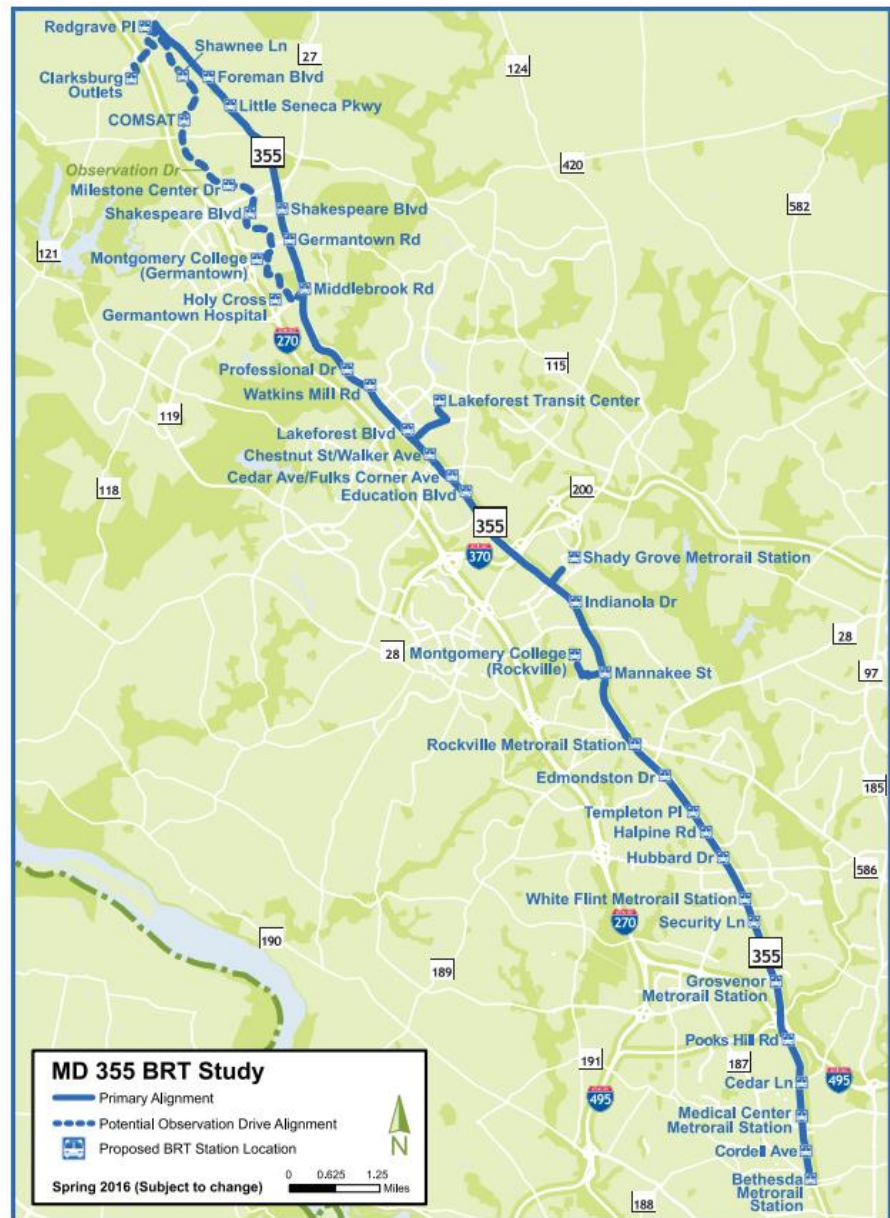 Redgrave Pl
Shawnee Ln
27
124
Clarksburg
Outlets
Foreman Blvd
Little Seneca Pkwy
COMSAT
355
420
Observation Dr
Milestone Center Dr
582
Shakespeare Blvd
Shakespeare Blvd
Germantown Rd
121
Montgomery College
(Germantown)
Middlebrook Rd
Holy Cross
Germantown Hospital
270
115
Professional Dr
Watkins Mill Rd
Lakeforest Transit Center
119
Lakeforest Blvd
Chestnut St/Walker Ave
Cedar Ave/Fulks Corner Ave
Education Blvd
118
200
355
370
Shady Grove Metrorail Station
Indianola Dr
28
28
Montgomery College
(Rockville)
Mannakee St
97
Rockville Metrorail Station
Edmondston Dr
185
Templeton Pl
Halpine Rd
Hubbard Dr
586
White Flint Metrorail Station
270
Security Ln
190
355
189
Grosvenor
Metrorail Station
Pooks Hill Rd
191
187
495
Cedar Ln
495
Medical Center
Metrorail Station
Cordell Ave
Bethesda
Metrorail
Station
188
MD 355 BRT Study
Primary Alignment
Potential Observation Drive Alignment
Proposed BRT Station Location
N
Spring 2016 (Subject to change)
0 0.625 1.25
Miles